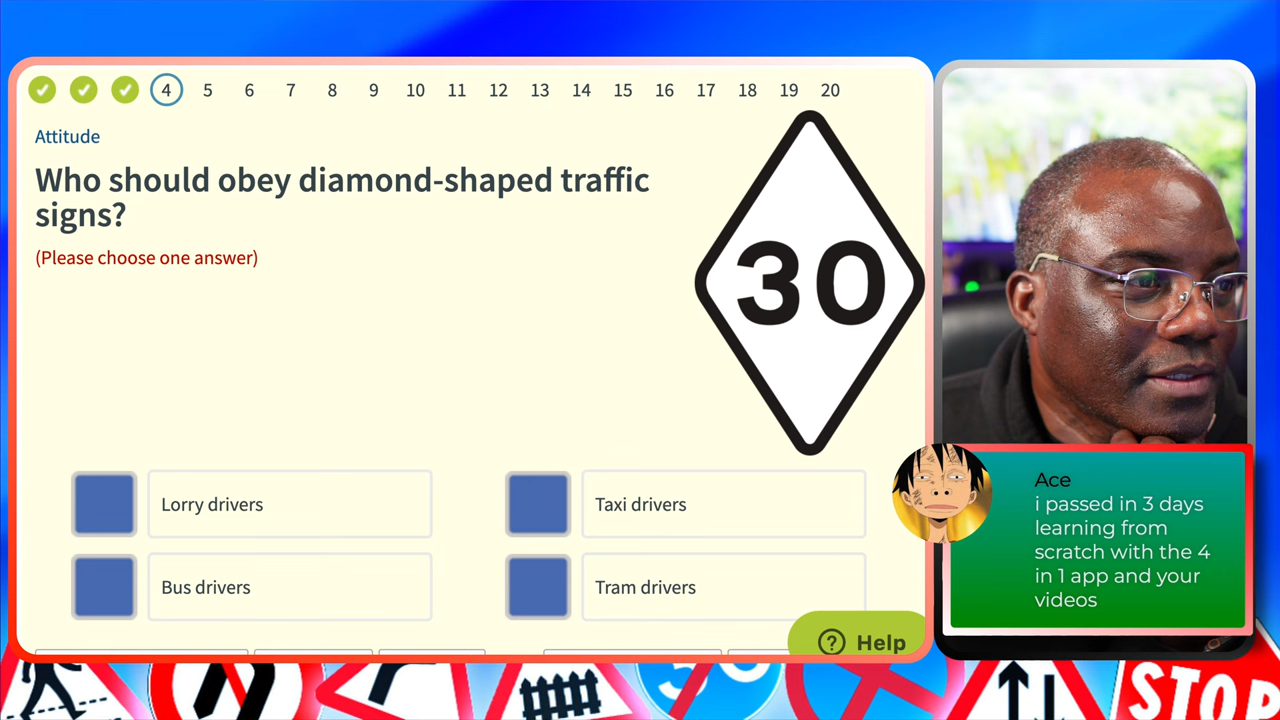 4 5 6 7 8 9 10 11 12 13 14 15 16 17 18 19 20
Attitude
Who should obey diamond-shaped traffic
signs?
(Please choose one answer)
30
Lorry drivers
Taxi drivers
Bus drivers
Tram drivers
Help
Ace
i passed in 3 days
learning from
scratch with the 4
in 1 app and your
videos
STOP